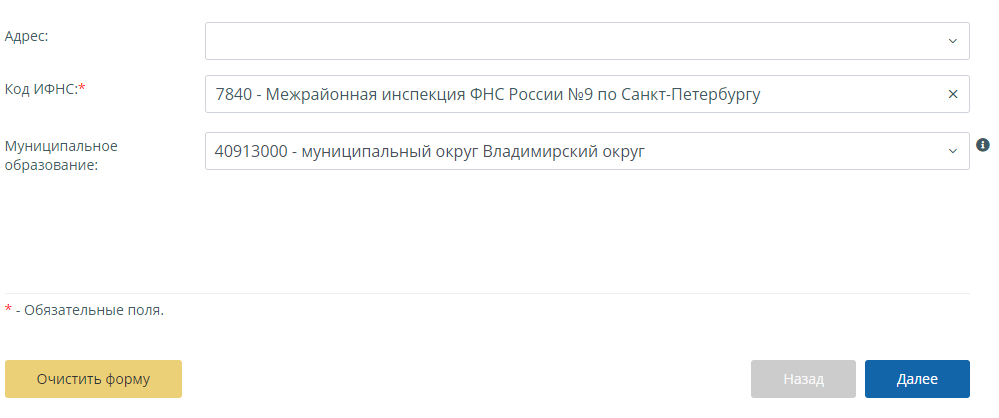 Адрес:
Код ИФНС:*
7840 - Межрайонная инспекция ФНС России №9 по Санкт-Петербургу
Муниципальное
образование:
40913000 - муниципальный округ Владимирский округ
* - Обязательные поля.
Очистить форму
Назад
Далее